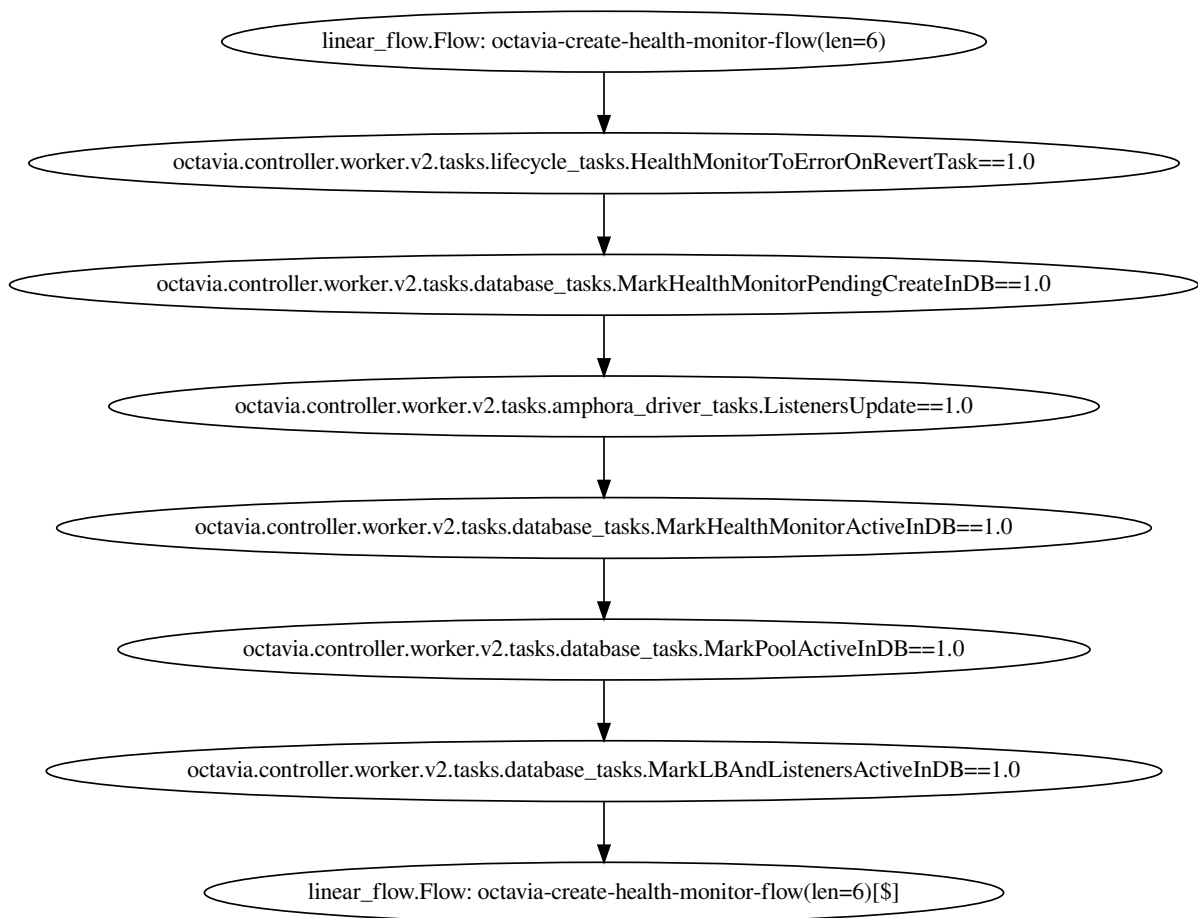 linear_flow.Flow: octavia-create-health-monitor-flow(len=6)
octavia.controller.worker.v2.tasks.lifecycle_tasks.HealthMonitorToErrorOnRevertTask==1.0
octavia.controller.worker.v2.tasks.database_tasks.MarkHealthMonitorPendingCreateInDB==1.0
octavia.controller.worker.v2.tasks.amphora_driver_tasks.ListenersUpdate==1.0
octavia.controller.worker.v2.tasks.database_tasks.MarkHealthMonitorActiveInDB==1.0
octavia.controller.worker.v2.tasks.database_tasks.MarkPoolActiveInDB==1.0
octavia.controller.worker.v2.tasks.database_tasks.MarkLBAndListenersActiveInDB==1.0
linear_flow.Flow: octavia-create-health-monitor-flow(len=6)[$]